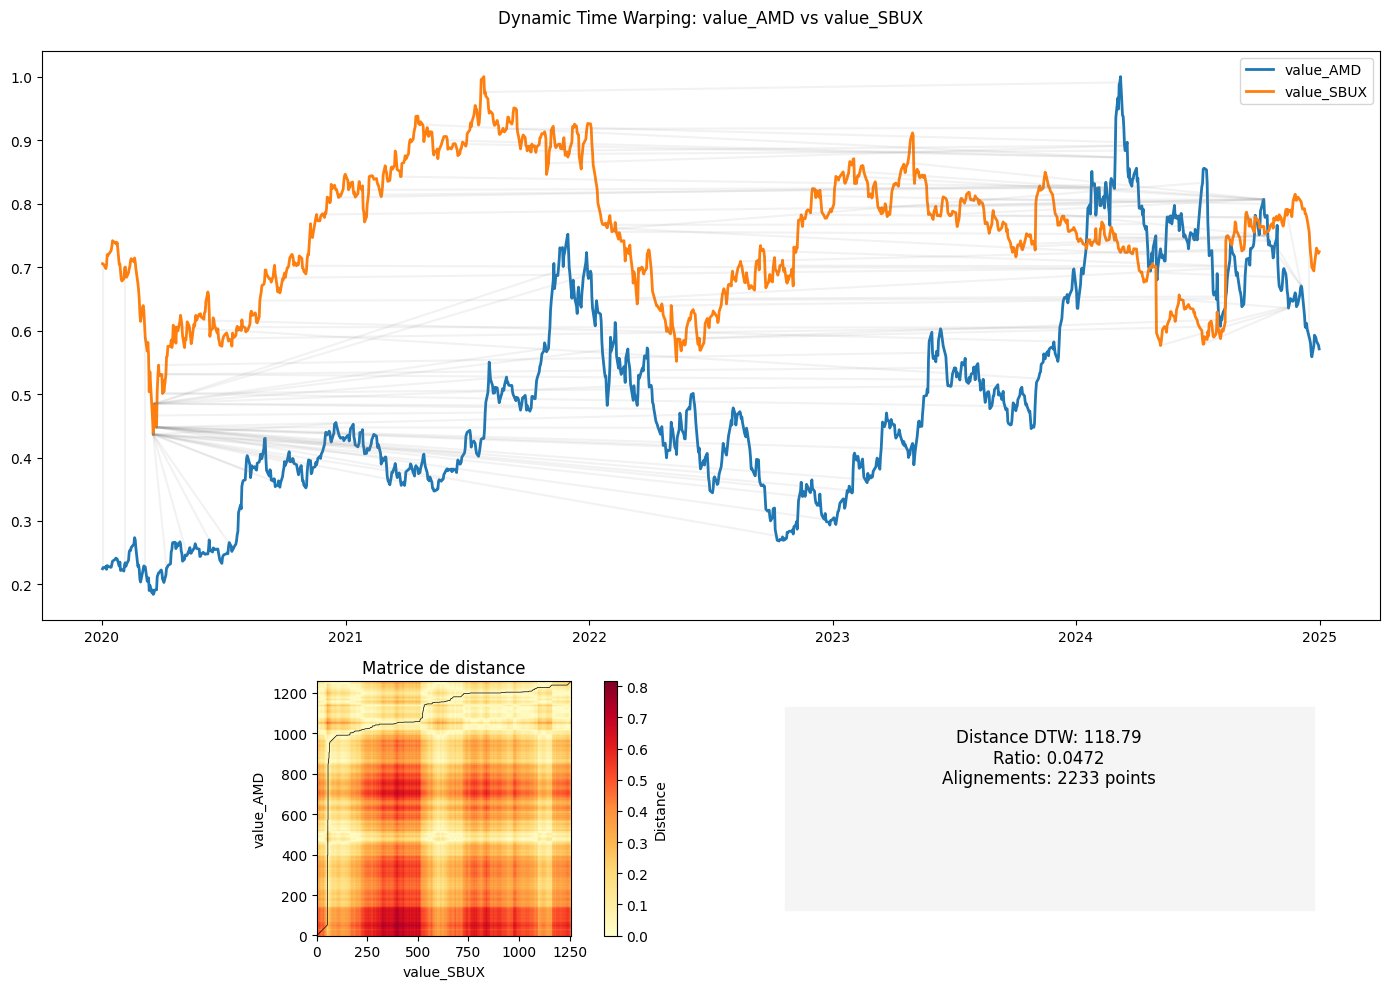 Dynamic Time Warping: value_AMD vs value_SBUX
value_AMD
value_SBUX
1.0
0.9
0.8
0.7
0.6
0.5
0.4
0.3
0.2
2020 2021 2022 2023 2024 2025
Matrice de distance
value_AMD
1200
1000
800
600
400
200
0
0 250 500 750 1000 1250
value_SBUX
0.8
0.7
0.6
0.5
0.4
0.3
0.2
0.1
0.0
Distance
Distance DTW: 118.79
Ratio: 0.0472
Alignements: 2233 points